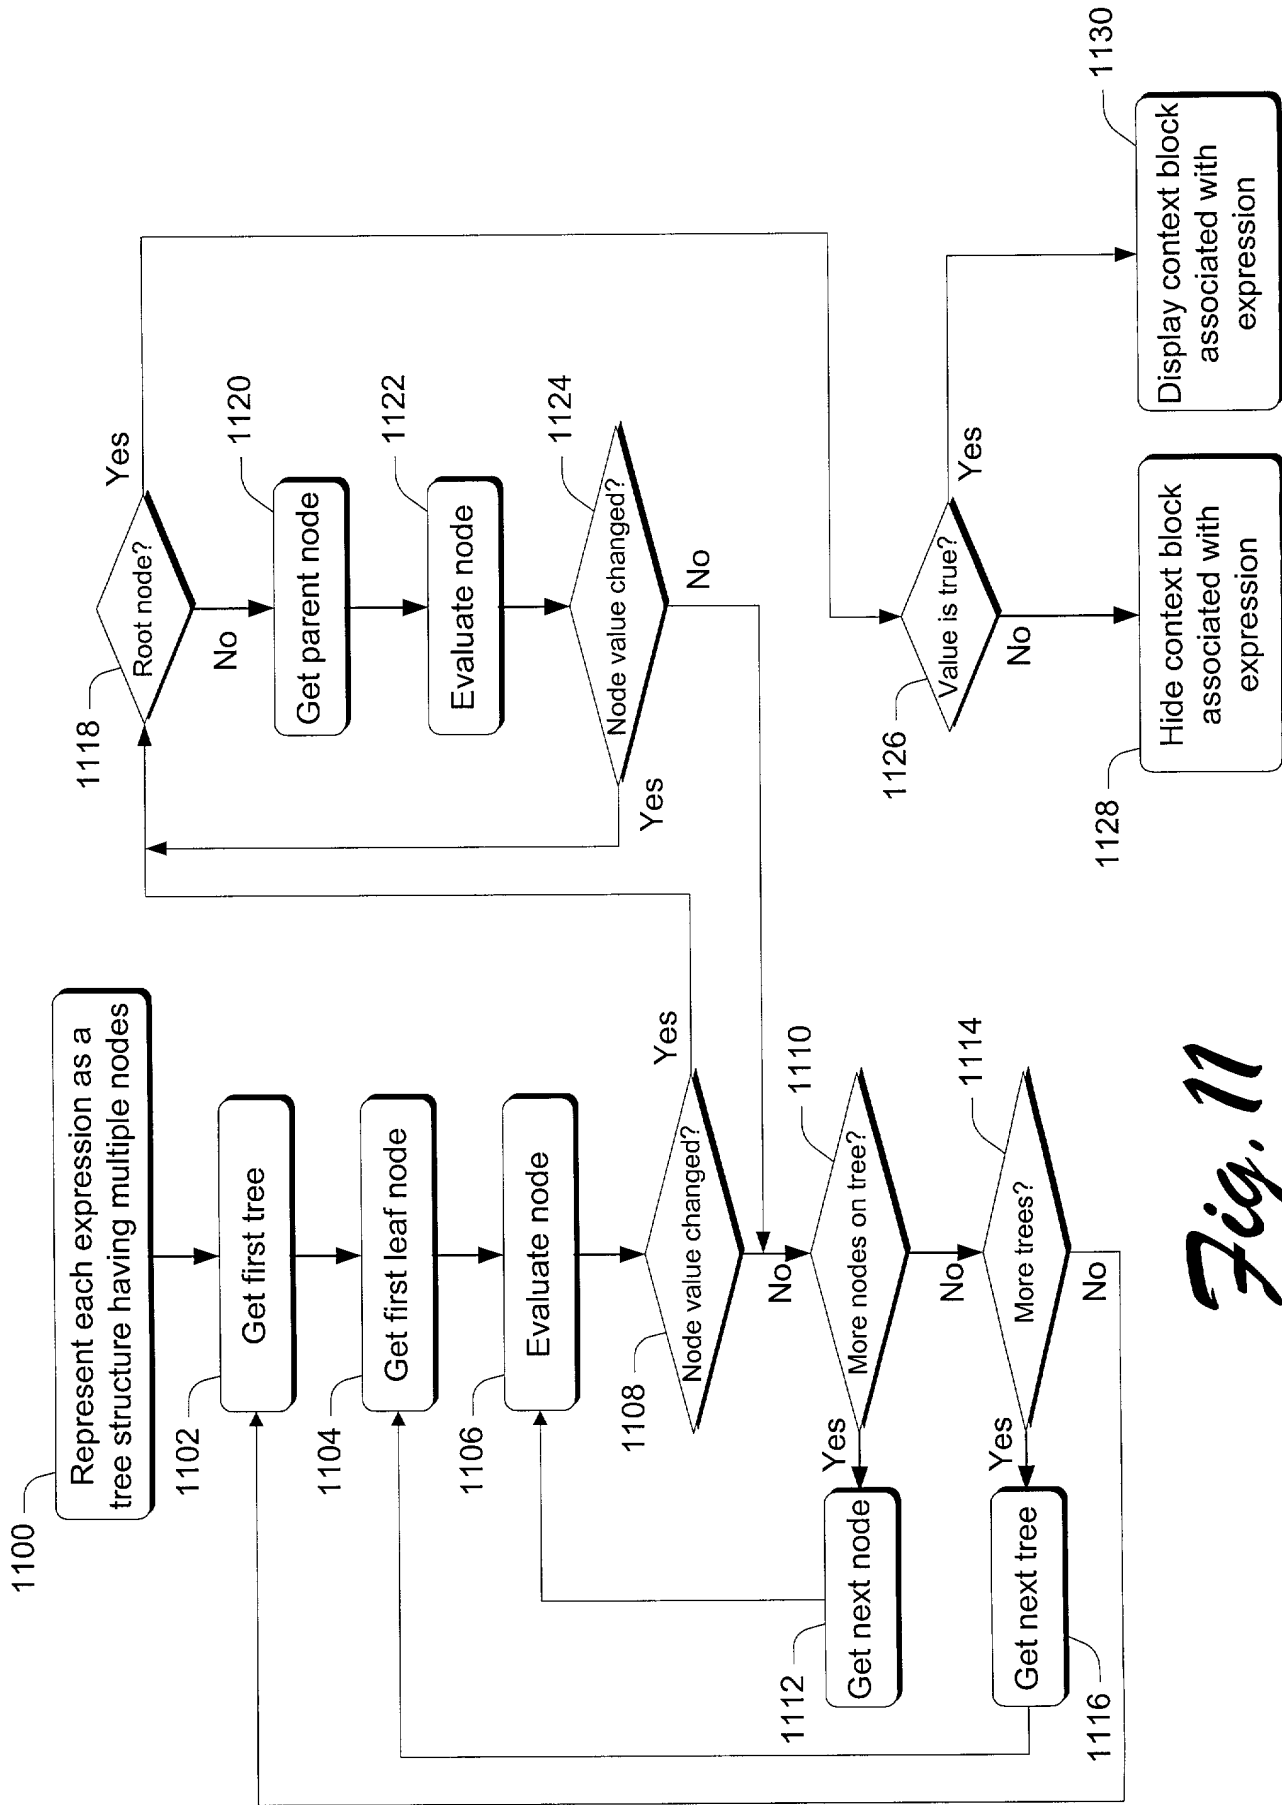 1100
Represent each expression as a
tree structure having multiple nodes
1102
Get first tree
1104
Get first leaf node
1106
Evaluate node
1108
Node value changed?
Yes
No
1110
More nodes on tree?
Yes
No
1112
Get next node
1114
More trees?
Yes
No
1116
Get next tree
1118
Root node?
Yes
No
1120
Get parent node
1122
Evaluate node
1124
Node value changed?
Yes
No
1126
Value is true?
Yes
No
1128
Hide context block
associated with
expression
1130
Display context block
associated with
expression
Fig. 11